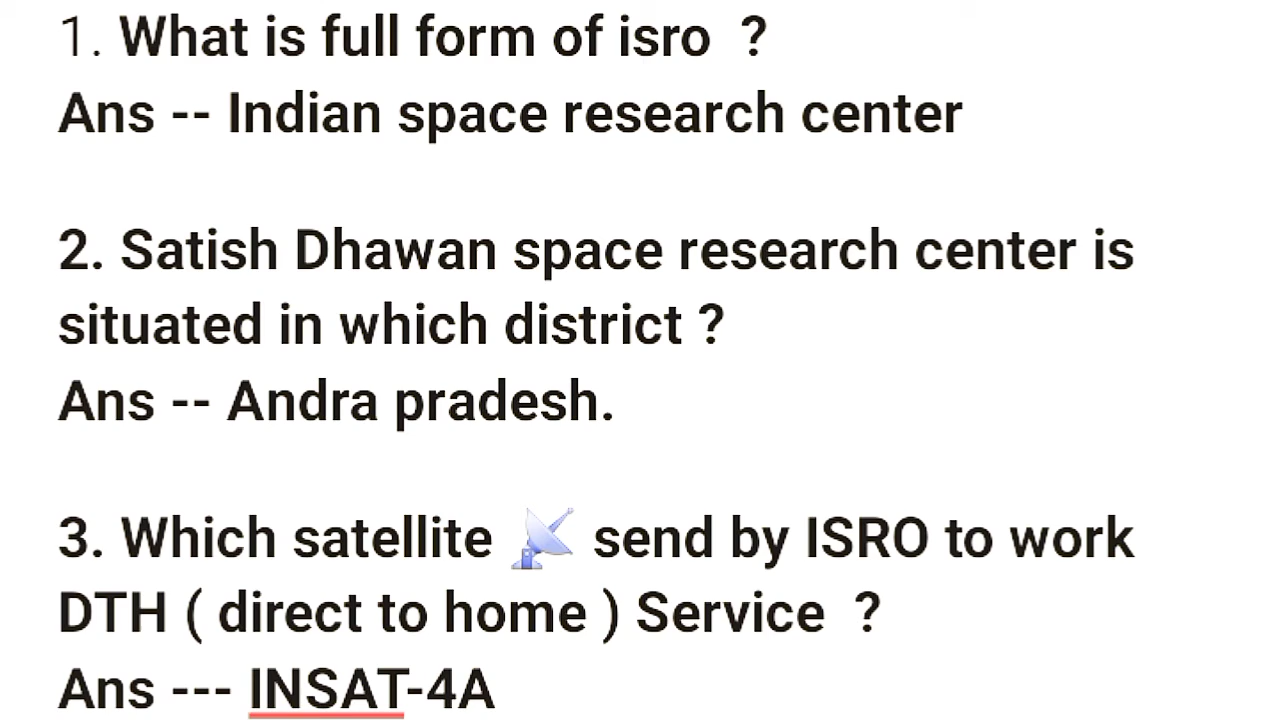 1. What is full form of isro  ?
Ans -- Indian space research center
2. Satish Dhawan space research center is
situated in which district ?
Ans -- Andra pradesh.
3. Which satellite 📡 send by ISRO to work
DTH ( direct to home ) Service  ?
Ans --- INSAT-4A